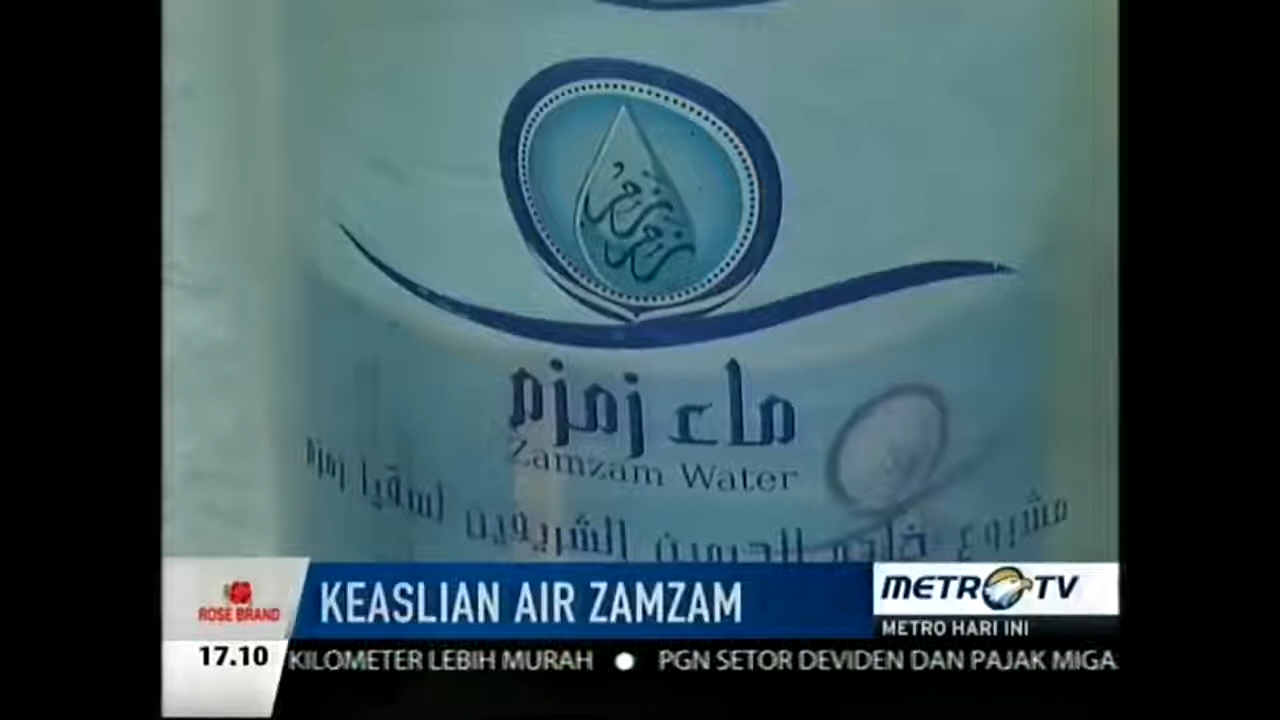 زمزم
ماء زمزم
Zamzam Water
مشروع خادم الحرمين الشريفين لسقيا زمزم
KEASLIAN AIR ZAMZAM
METRO TV
METRO HARI INI
ROSE BRAND
17.10
KILOMETER LEBIH MURAH ● PGN SETOR DEVIDEN DAN PAJAK MIGA